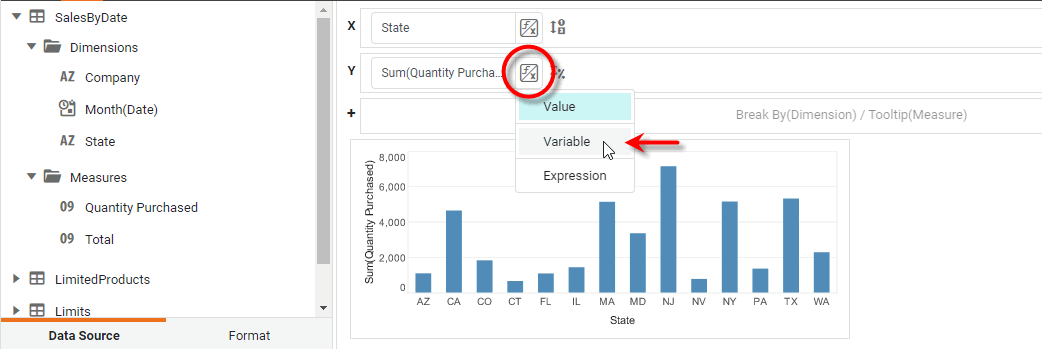 SalesByDate
Dimensions
AZ Company
Month(Date)
AZ State
Measures
09 Quantity Purchased
09 Total
LimitedProducts
Limits
Data Source
Format
X State
Y Sum(Quantity Purcha...
+ Break By(Dimension) / Tooltip(Measure)
Value
Variable
Expression
Sum(Quantity Purchased)
8,000
6,000
4,000
2,000
0
AZ CA CO CT FL IL MA MD NJ NV NY PA TX WA
State